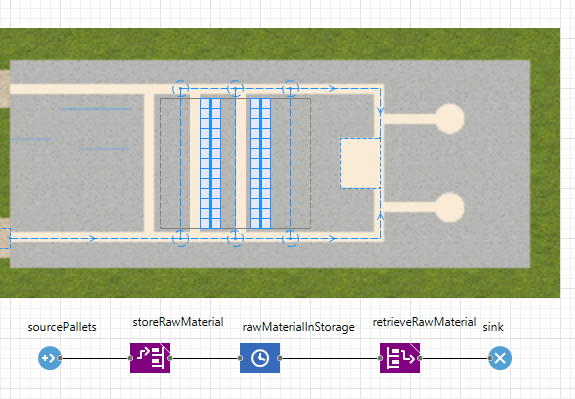 sourcePallets
storeRawMaterial
rawMaterialInStorage
retrieveRawMaterial
sink